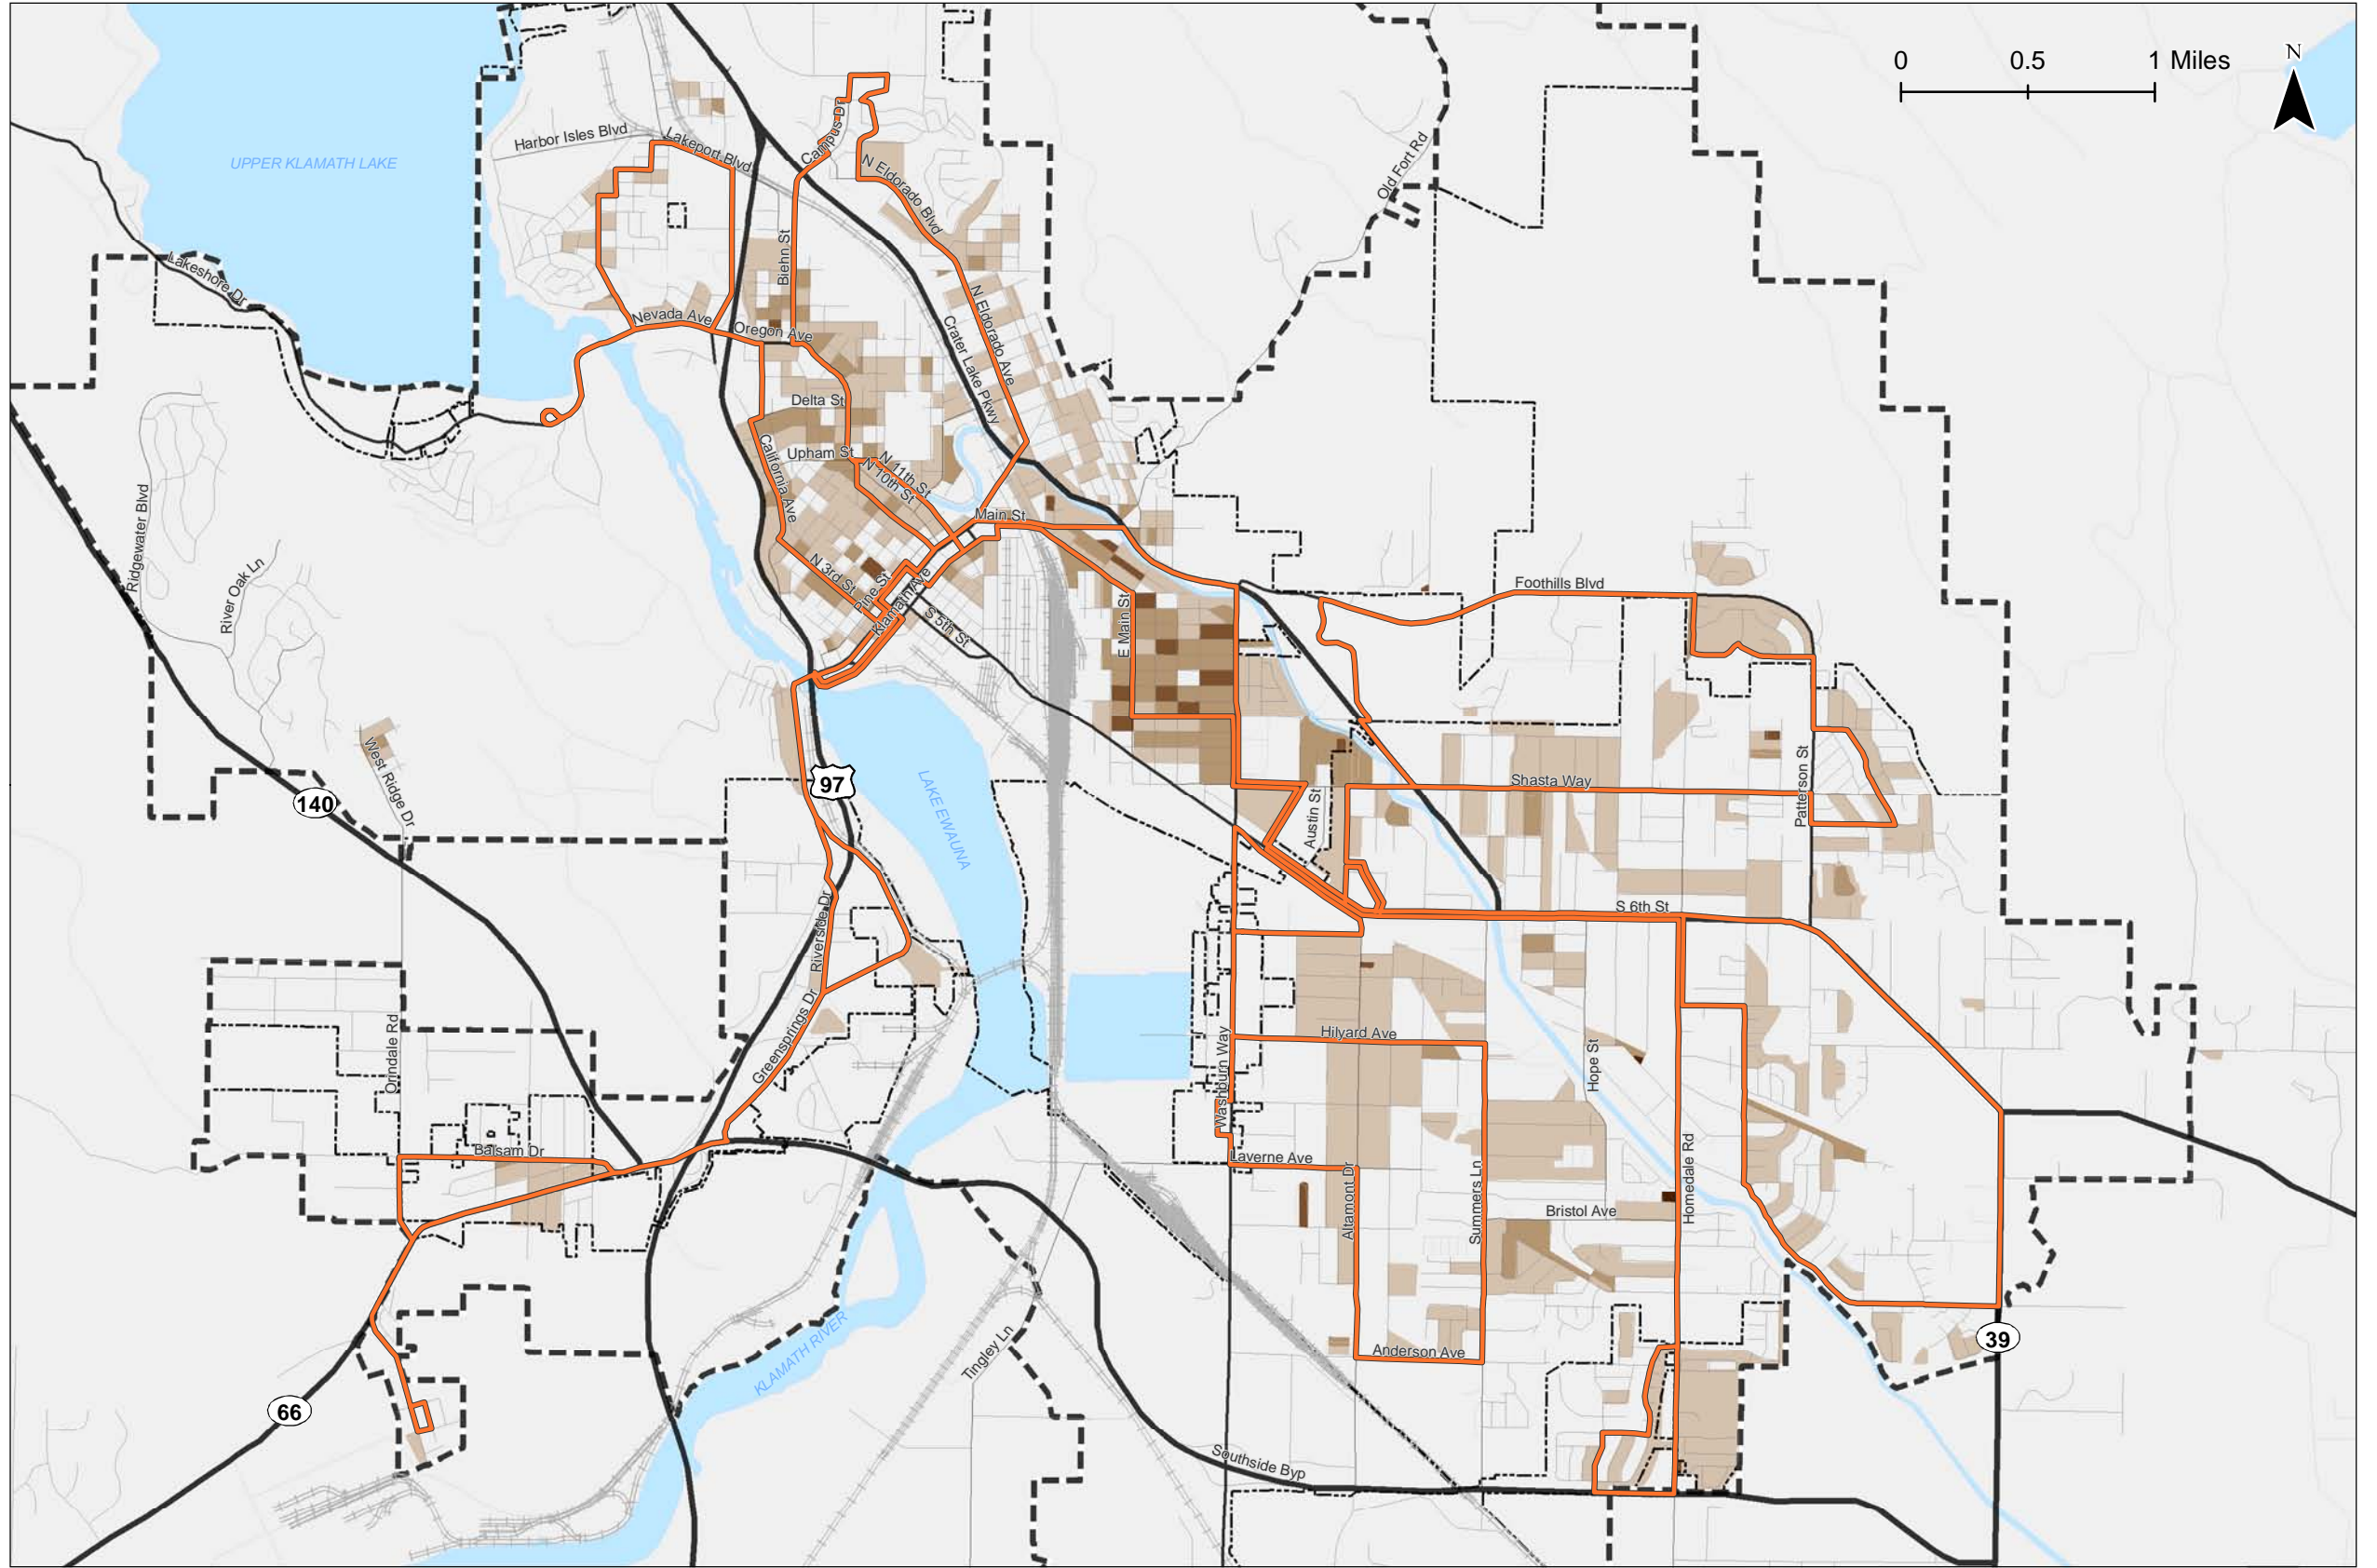 0 0.5 1 Miles
N
Harbor Isles Blvd
Lakeport Blvd
Campus Dr
UPPER KLAMATH LAKE
N Eldorado Blvd
Old Fort Rd
Biehn St
Lakeshore Dr
Nevada Ave
Oregon Ave
N Eldorado Ave
Crater Lake Pkwy
Delta St
California Ave
Upham St
N 11th St
N 10th St
Ridgewater Blvd
Main St
River Oak Ln
N 3rd St
Pine St
Klamath Ave
S 5th St
E Main St
Foothills Blvd
West Ridge Dr
97
140
LAKE EWAUNA
Shasta Way
Austin St
Patterson St
S 6th St
Riverside Dr
Greensprings Dr
Orindale Rd
Hilyard Ave
Washburn Way
Hope St
Balsam Dr
Laverne Ave
Altamont Dr
Summers Ln
Homedale Rd
Bristol Ave
KLAMATH RIVER
Tingley Ln
Anderson Ave
39
66
Southside Byp